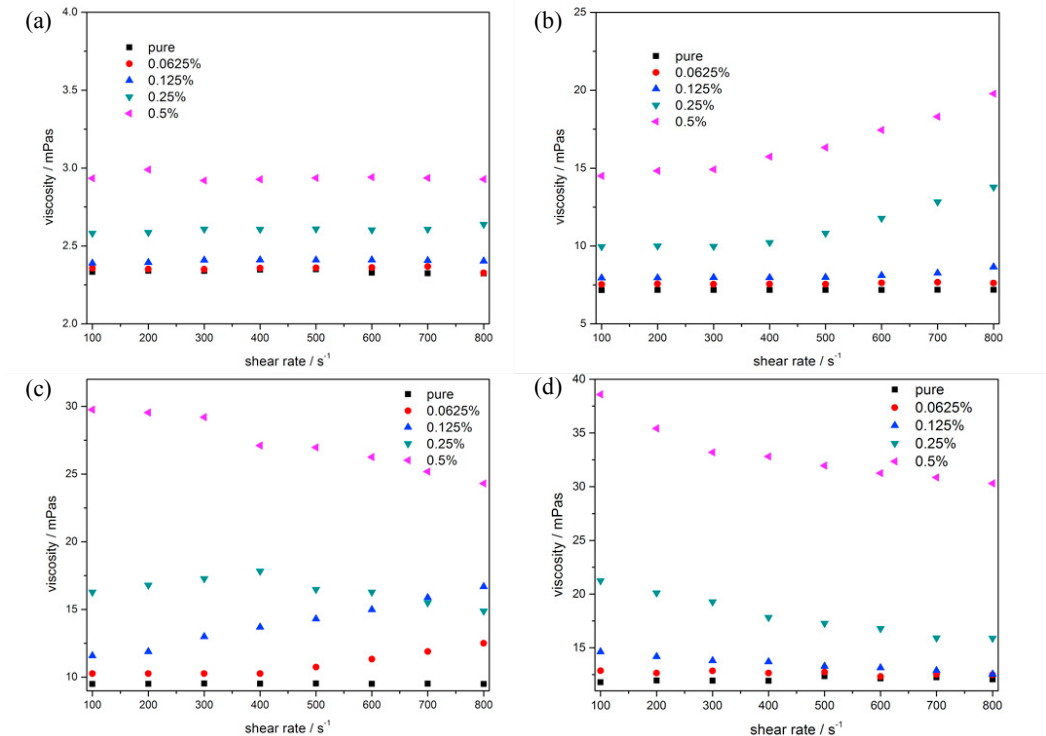 (a)
4.0
3.5
3.0
2.5
2.0
viscosity / mPas
pure
0.0625%
0.125%
0.25%
0.5%
100 200 300 400 500 600 700 800
shear rate / s⁻¹
(b)
25
20
15
10
5
viscosity / mPas
pure
0.0625%
0.125%
0.25%
0.5%
100 200 300 400 500 600 700 800
shear rate / s⁻¹
(c)
30
25
20
15
10
viscosity / mPas
pure
0.0625%
0.125%
0.25%
0.5%
100 200 300 400 500 600 700 800
shear rate / s⁻¹
(d)
40
35
30
25
20
15
viscosity / mPas
pure
0.0625%
0.125%
0.25%
0.5%
100 200 300 400 500 600 700 800
shear rate / s⁻¹